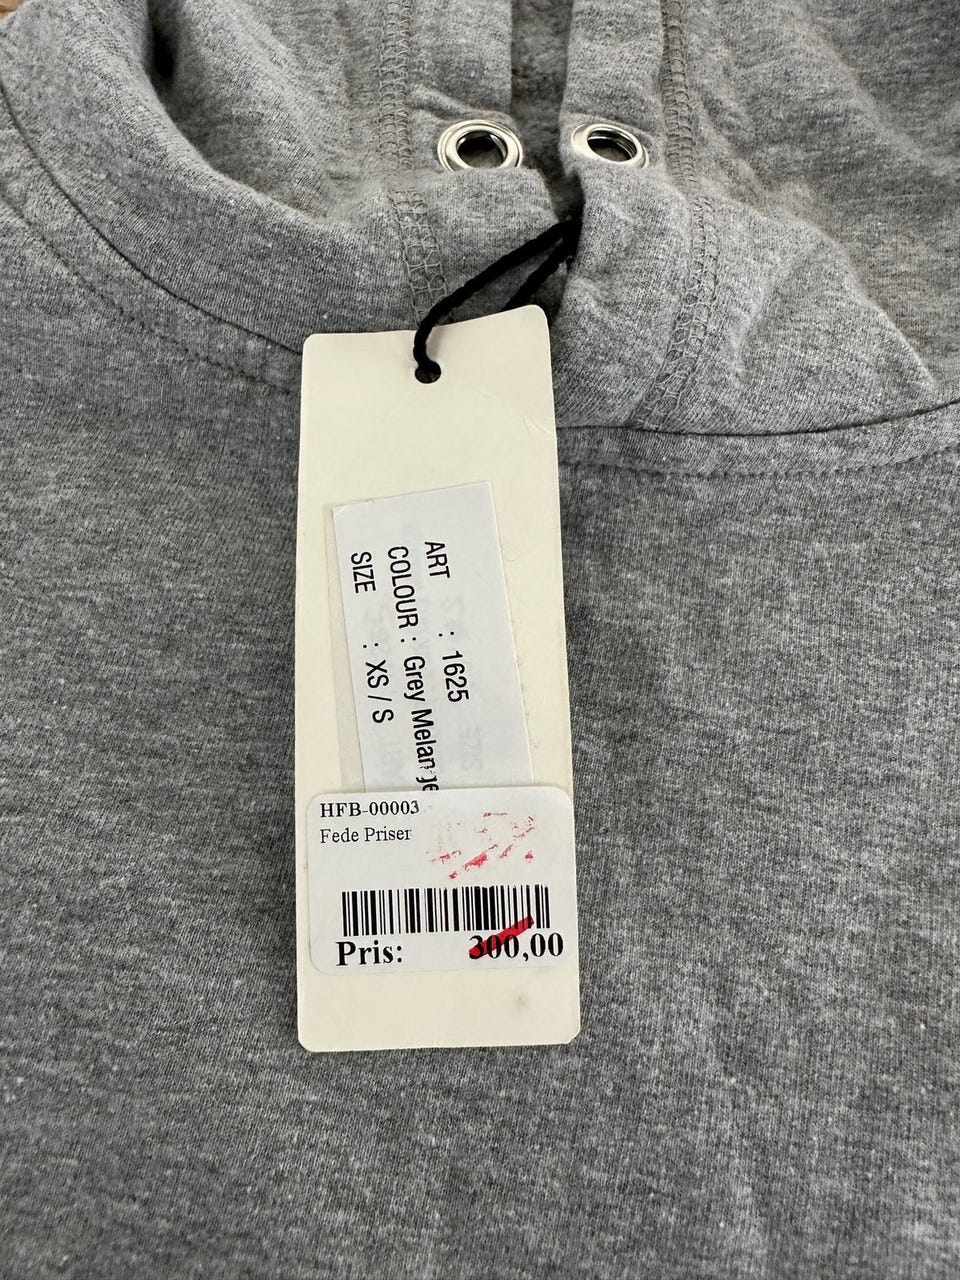 ART : 1625
COLOUR : Grey Melange
SIZE : XS / S
HFB-00003
Fede Priser
Pris: 300,00